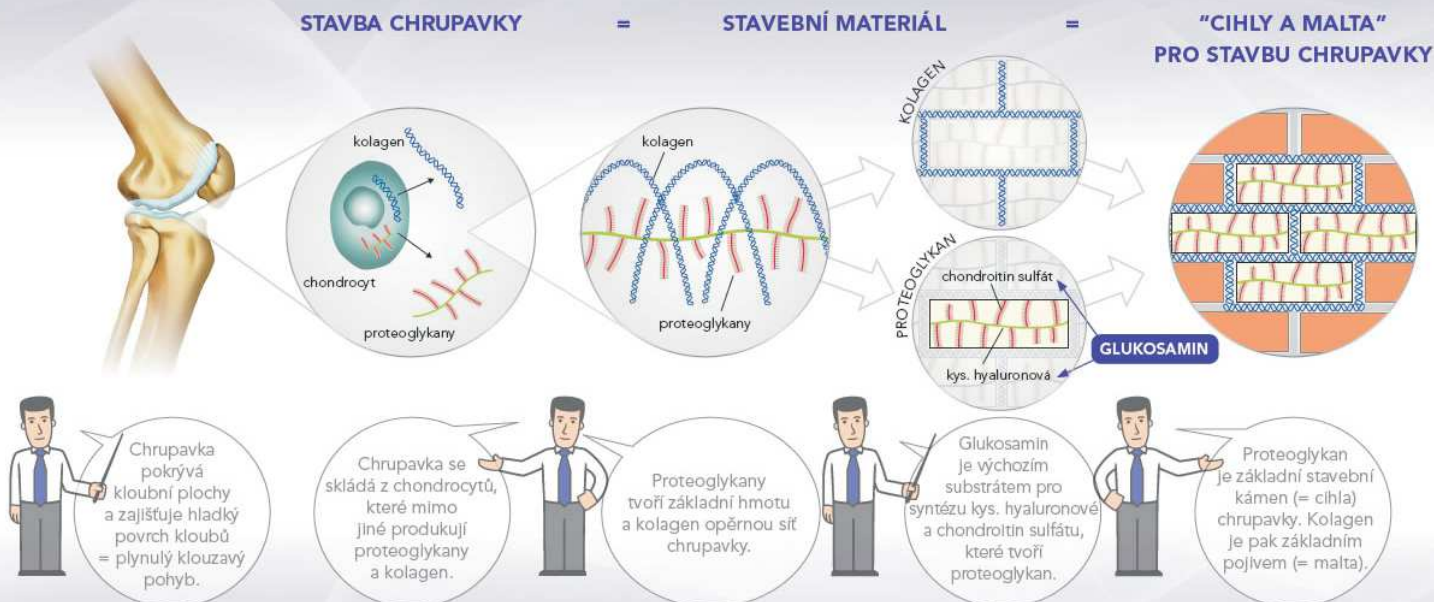 STAVBA CHRUPAVKY = STAVEBNÍ MATERIÁL = "CIHLY A MALTA"
PRO STAVBU CHRUPAVKY
kolagen
chondrocyt
proteoglykany
kolagen
proteoglykany
KOLAGEN
PROTEOGLYKAN
chondroitin sulfát
kys. hyaluronová
GLUKOSAMIN
Chrupavka
pokrývá
kloubní plochy
a zajišťuje hladký
povrch kloubů
= plynulý klouzavý
pohyb.
Chrupavka se
skládá z chondrocytů,
které mimo
jiné produkují
proteoglykany
a kolagen.
Proteoglykany
tvoří základní hmotu
a kolagen opěrnou síť
chrupavky.
Glukosamin
je výchozím
substrátem pro
syntézu kys. hyaluronové
a chondroitin sulfátu,
které tvoří
proteoglykan.
Proteoglykan
je základní stavební
kámen (= cihla)
chrupavky. Kolagen
je pak základním
pojivem (= malta).